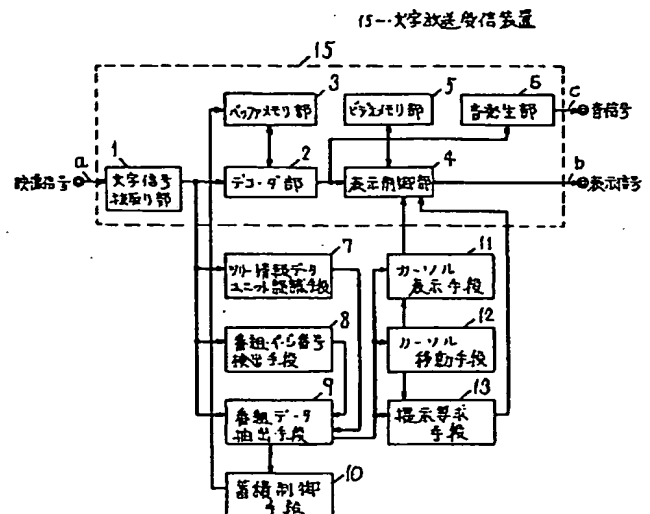 15---文字放送受信装置
15
3
バッファメモリ部
5
ビデオメモリ部
6
音発生部
c
音信号
a
映像信号
1
文字信号
抜取り部
2
デコーダ部
4
表示制御部
b
表示信号
7
ツリー情報データ
ユニット認識手段
11
カーソル
表示手段
8
番組・ページ番号
検出手段
12
カーソル
移動手段
9
番組データ
抽出手段
13
提示要求
手段
10
蓄積制御
手段